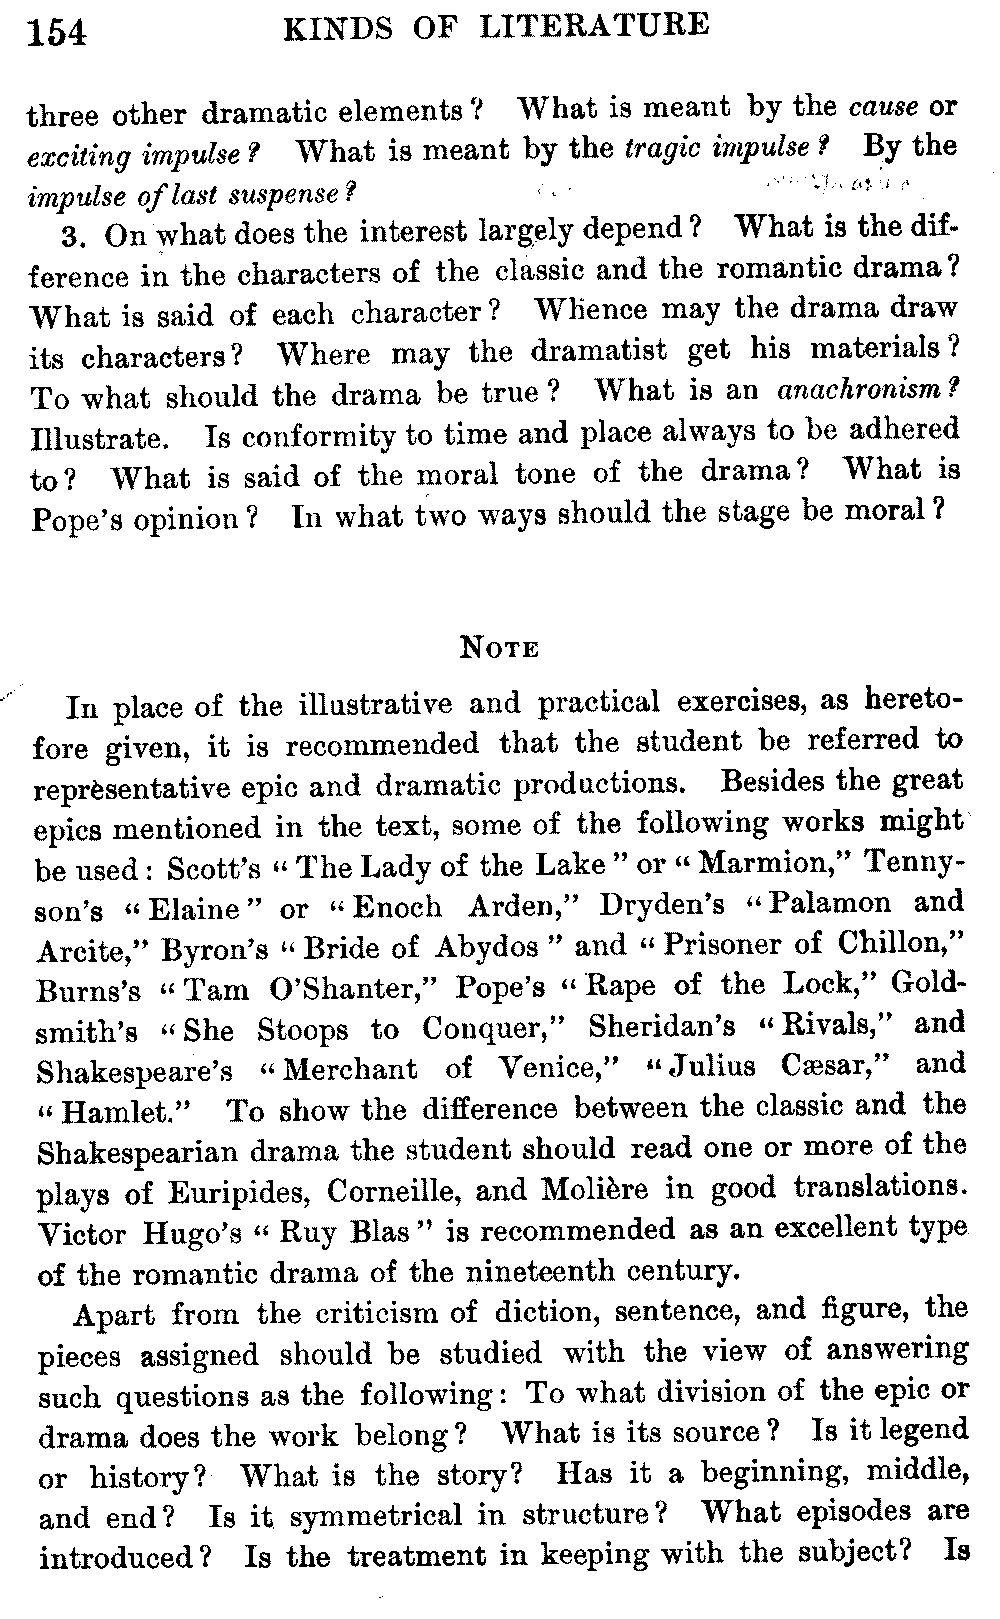 154 KINDS OF LITERATURE
three other dramatic elements? What is meant by the cause or
exciting impulse? What is meant by the tragic impulse? By the
impulse of last suspense?
3. On what does the interest largely depend? What is the dif-
ference in the characters of the classic and the romantic drama?
What is said of each character? Whence may the drama draw
its characters? Where may the dramatist get his materials?
To what should the drama be true? What is an anachronism?
Illustrate. Is conformity to time and place always to be adhered
to? What is said of the moral tone of the drama? What is
Pope's opinion? In what two ways should the stage be moral?
NOTE
In place of the illustrative and practical exercises, as hereto-
fore given, it is recommended that the student be referred to
representative epic and dramatic productions. Besides the great
epics mentioned in the text, some of the following works might
be used: Scott's "The Lady of the Lake" or "Marmion," Tenny-
son's "Elaine" or "Enoch Arden," Dryden's "Palamon and
Arcite," Byron's "Bride of Abydos" and "Prisoner of Chillon,"
Burns's "Tam O'Shanter," Pope's "Rape of the Lock," Gold-
smith's "She Stoops to Conquer," Sheridan's "Rivals," and
Shakespeare's "Merchant of Venice," "Julius Cæsar," and
"Hamlet." To show the difference between the classic and the
Shakespearian drama the student should read one or more of the
plays of Euripides, Corneille, and Molière in good translations.
Victor Hugo's "Ruy Blas" is recommended as an excellent type
of the romantic drama of the nineteenth century.
Apart from the criticism of diction, sentence, and figure, the
pieces assigned should be studied with the view of answering
such questions as the following: To what division of the epic or
drama does the work belong? What is its source? Is it legend
or history? What is the story? Has it a beginning, middle,
and end? Is it symmetrical in structure? What episodes are
introduced? Is the treatment in keeping with the subject? Is